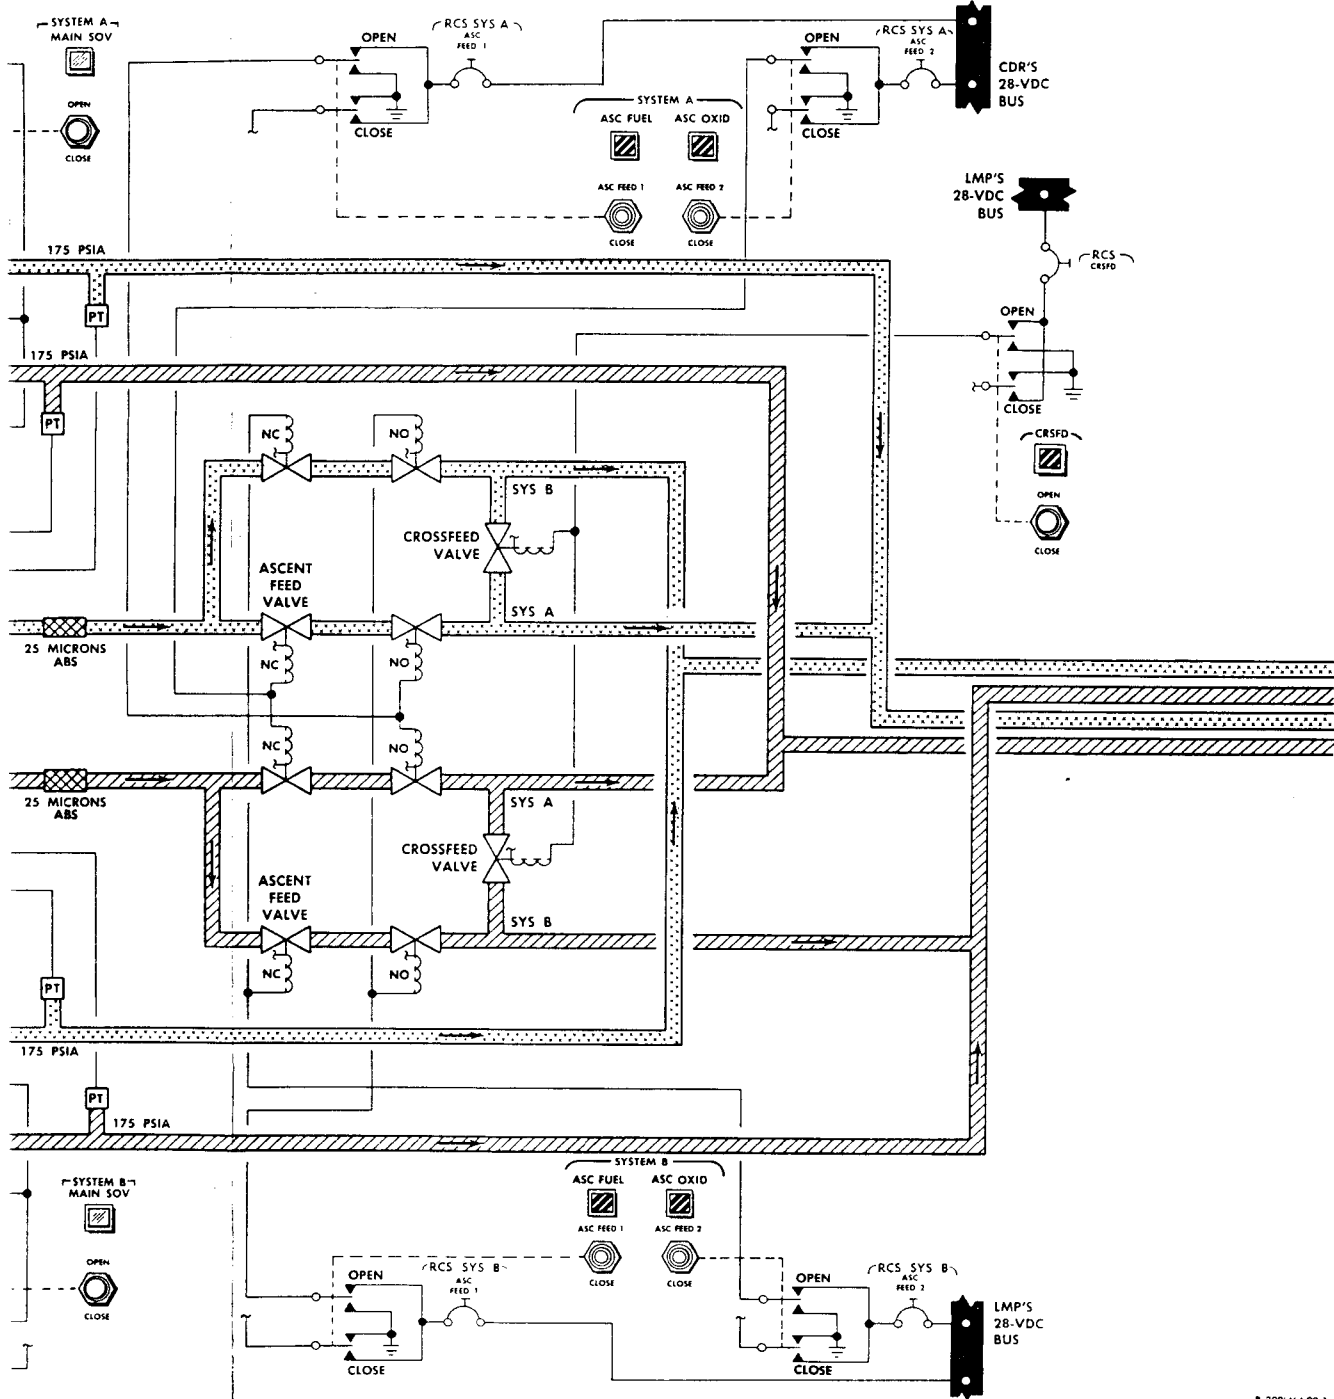 SYSTEM A
MAIN SOV
OPEN
CLOSE
OPEN
CLOSE
RCS SYS A
ASC
FEED 1
SYSTEM A
ASC FUEL
ASC OXID
ASC FEED 1
ASC FEED 2
CLOSE
CLOSE
OPEN
CLOSE
RCS SYS A
ASC
FEED 2
CDR'S
28-VDC
BUS
LMP'S
28-VDC
BUS
RCS
CRSFD
OPEN
CLOSE
CRSFD
OPEN
CLOSE
175 PSIA
PT
175 PSIA
PT
NC
NO
SYS B
CROSSFEED
VALVE
ASCENT
FEED
VALVE
SYS A
25 MICRONS
ABS
NC
NO
NC
NO
25 MICRONS
ABS
SYS A
CROSSFEED
VALVE
ASCENT
FEED
VALVE
SYS B
NC
NO
PT
175 PSIA
PT
175 PSIA
SYSTEM B
MAIN SOV
OPEN
CLOSE
SYSTEM B
ASC FUEL
ASC OXID
ASC FEED 1
ASC FEED 2
CLOSE
CLOSE
OPEN
CLOSE
RCS SYS B
ASC
FEED 1
OPEN
CLOSE
RCS SYS B
ASC
FEED 2
LMP'S
28-VDC
BUS